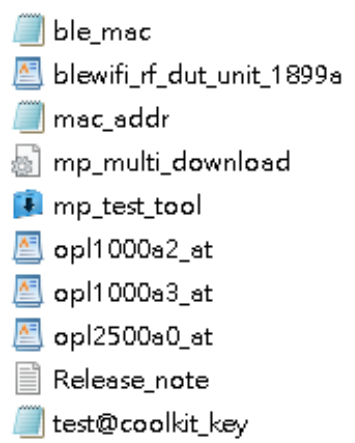 ble_mac
blewifi_rf_dut_unit_1899a
mac_addr
mp_multi_download
mp_test_tool
opl1000a2_at
opl1000a3_at
opl2500a0_at
Release_note
test@coolkit_key